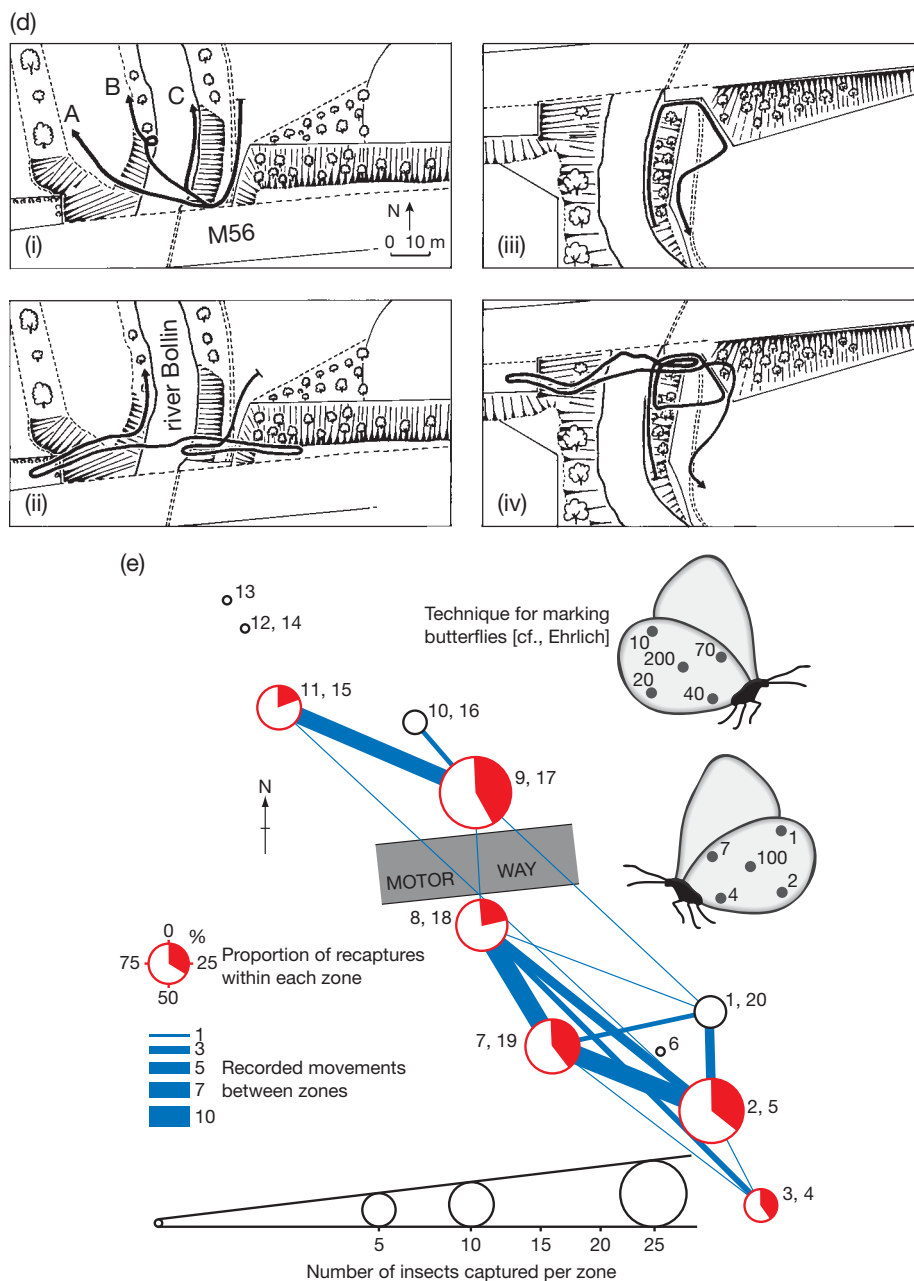 (d)
A
B
C
M56
N
0 10 m
(i)
(iii)
river Bollin
(ii)
(iv)
(e)
13
12, 14
11, 15
10, 16
9, 17
N
MOTOR WAY
8, 18
Technique for marking
butterflies [cf., Ehrlich]
10
70
200
20
40
1
7
100
4
2
0
%
75
25
50
Proportion of recaptures
within each zone
1
3
5
7
10
Recorded movements
between zones
1, 20
6
7, 19
2, 5
3, 4
5 10 15 20 25
Number of insects captured per zone